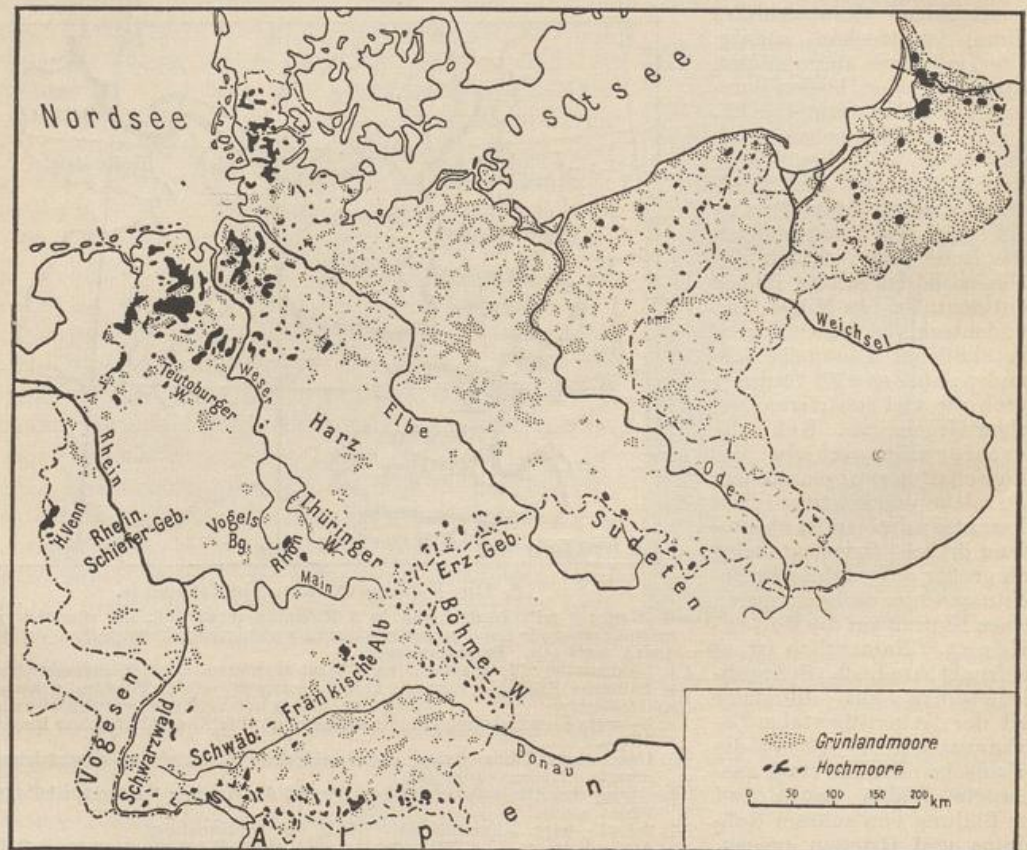 Nordsee
Ostsee
Weichsel
Teutoburger
W.
Weser
Harz
Elbe
Oder
Rhein
H. Venn
Rhein.
Schiefer-Geb.
Vogels
Bg.
Rhön
Thüringer
W.
Main
Erz-Geb.
Sudeten
Böhmer W.
Schwäb.-Fränkische Alb
Vogesen
Schwarzwald
Donau
Alpen
Grünlandmoore
Hochmoore
0 50 100 150 200 km